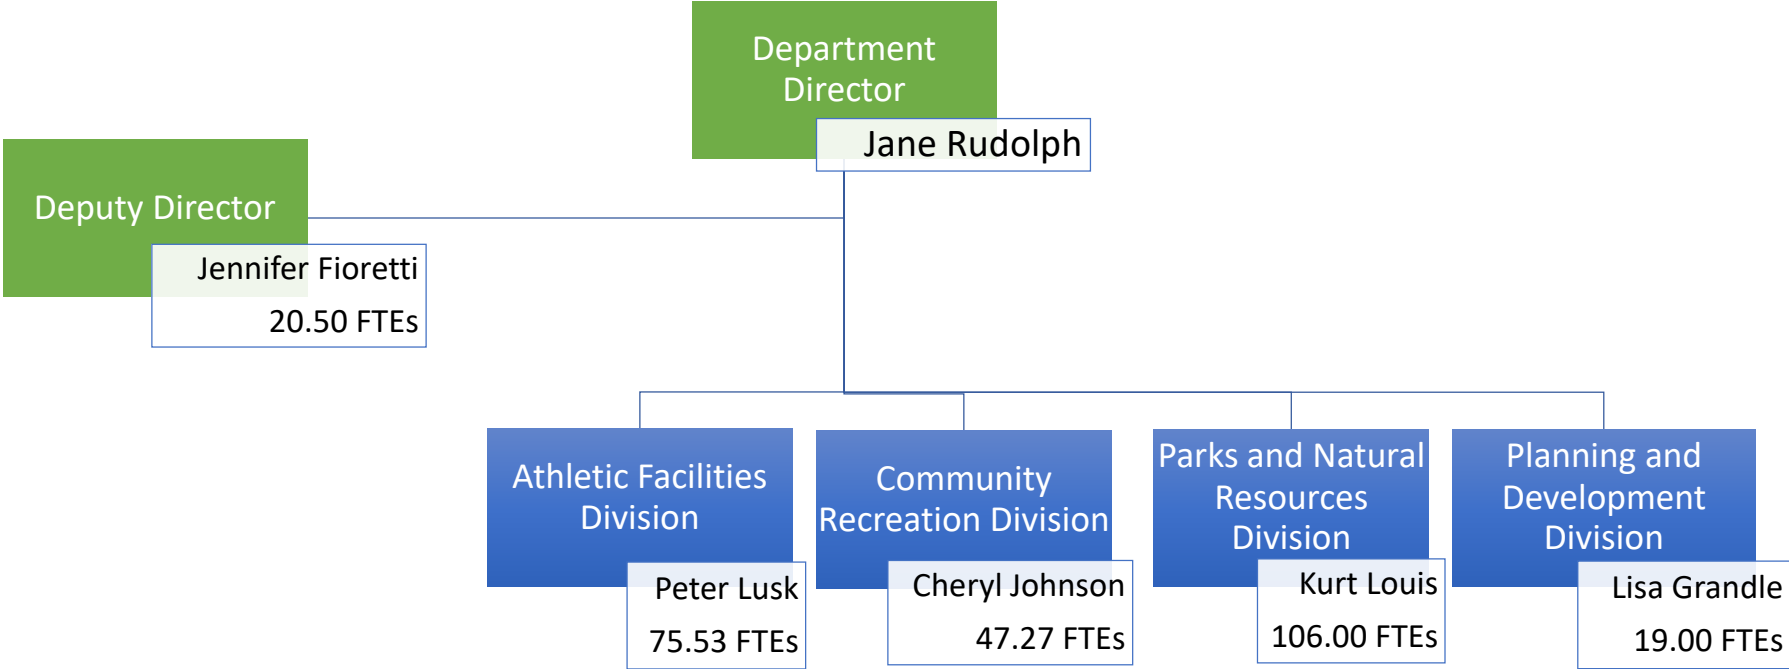 Department
Director
Jane Rudolph
Deputy Director
Jennifer Fioretti
20.50 FTEs
Athletic Facilities
Division
Peter Lusk
75.53 FTEs
Community
Recreation Division
Cheryl Johnson
47.27 FTEs
Parks and Natural
Resources
Division
Kurt Louis
106.00 FTEs
Planning and
Development
Division
Lisa Grandle
19.00 FTEs